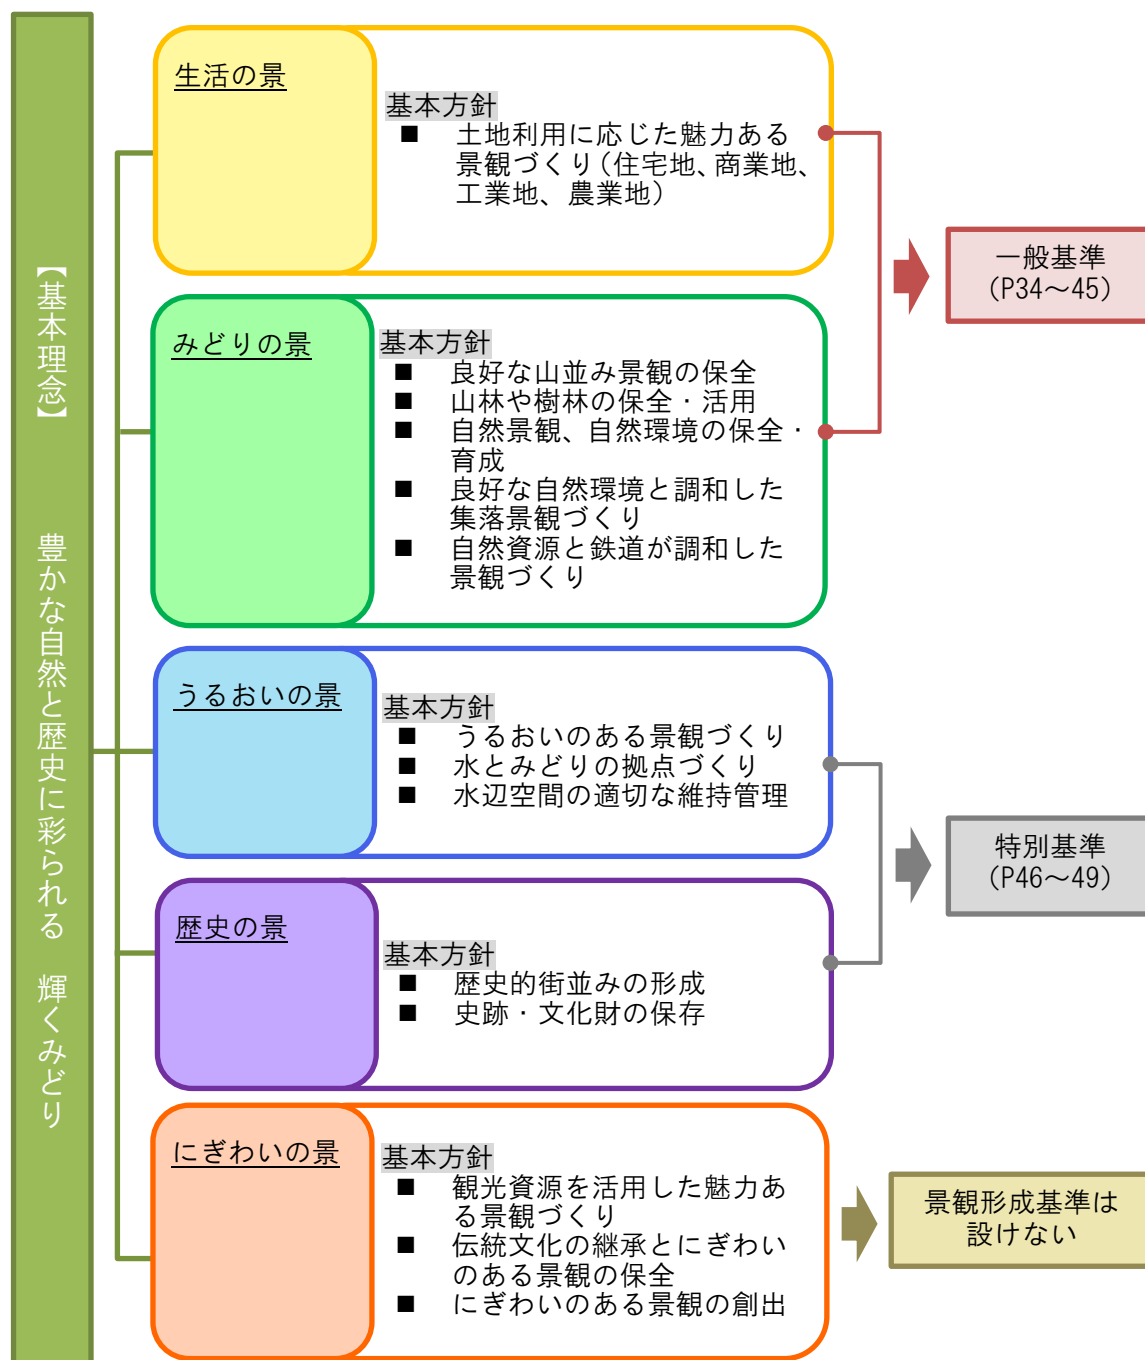 【基本理念】　豊かな自然と歴史に彩られる　輝くみどり
生活の景
基本方針
■ 土地利用に応じた魅力ある
景観づくり（住宅地、商業地、
工業地、農業地）
みどりの景
基本方針
■ 良好な山並み景観の保全
■ 山林や樹林の保全・活用
■ 自然景観、自然環境の保全・
育成
■ 良好な自然環境と調和した
集落景観づくり
■ 自然資源と鉄道が調和した
景観づくり
一般基準
（P34～45）
うるおいの景
基本方針
■ うるおいのある景観づくり
■ 水とみどりの拠点づくり
■ 水辺空間の適切な維持管理
歴史の景
基本方針
■ 歴史的街並みの形成
■ 史跡・文化財の保存
特別基準
（P46～49）
にぎわいの景
基本方針
■ 観光資源を活用した魅力あ
る景観づくり
■ 伝統文化の継承とにぎわい
のある景観の保全
■ にぎわいのある景観の創出
景観形成基準は
設けない